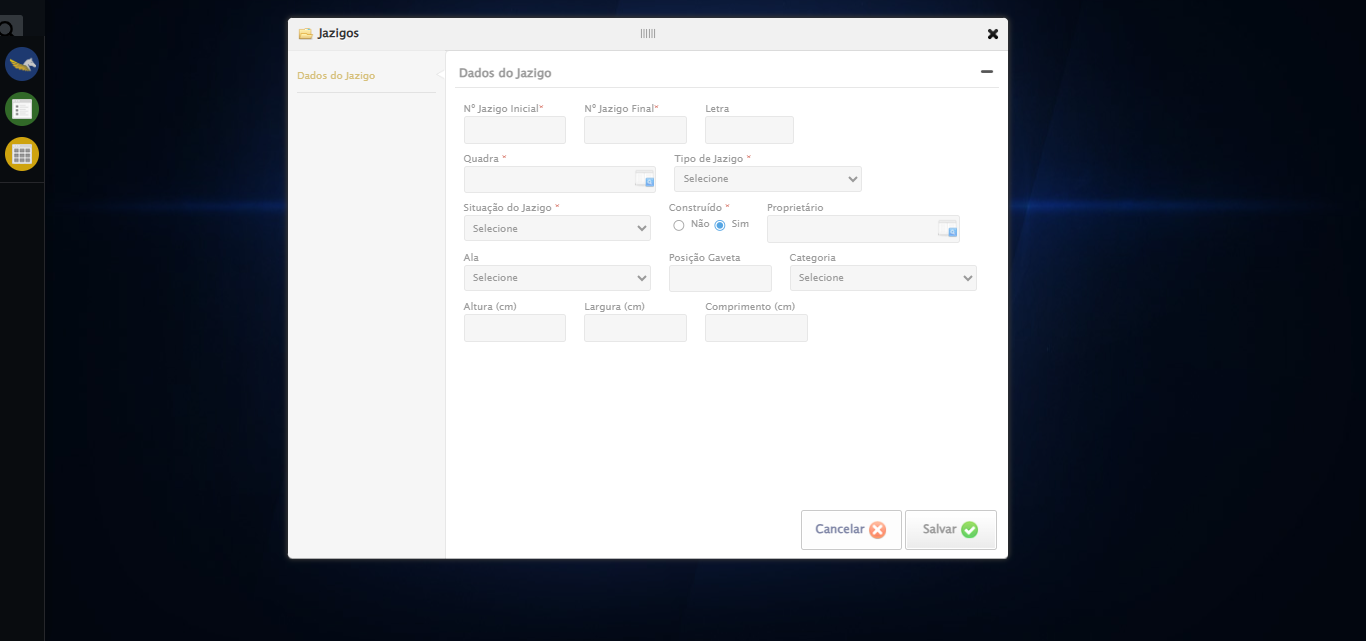 Jazigos
Dados do Jazigo
Dados do Jazigo
Nº Jazigo Inicial* Nº Jazigo Final* Letra
Quadra * Tipo de Jazigo *
Selecione
Situação do Jazigo * Construído * Proprietário
Selecione Não Sim
Ala Posição Gaveta Categoria
Selecione Selecione
Altura (cm) Largura (cm) Comprimento (cm)
Cancelar Salvar